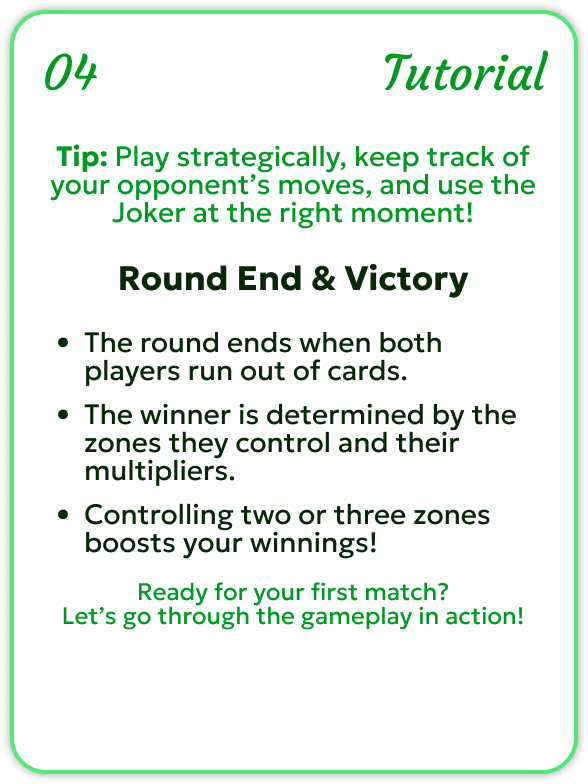 04
Tutorial
Tip: Play strategically, keep track of
your opponent’s moves, and use the
Joker at the right moment!
Round End & Victory
• The round ends when both
players run out of cards.
• The winner is determined by the
zones they control and their
multipliers.
• Controlling two or three zones
boosts your winnings!
Ready for your first match?
Let’s go through the gameplay in action!